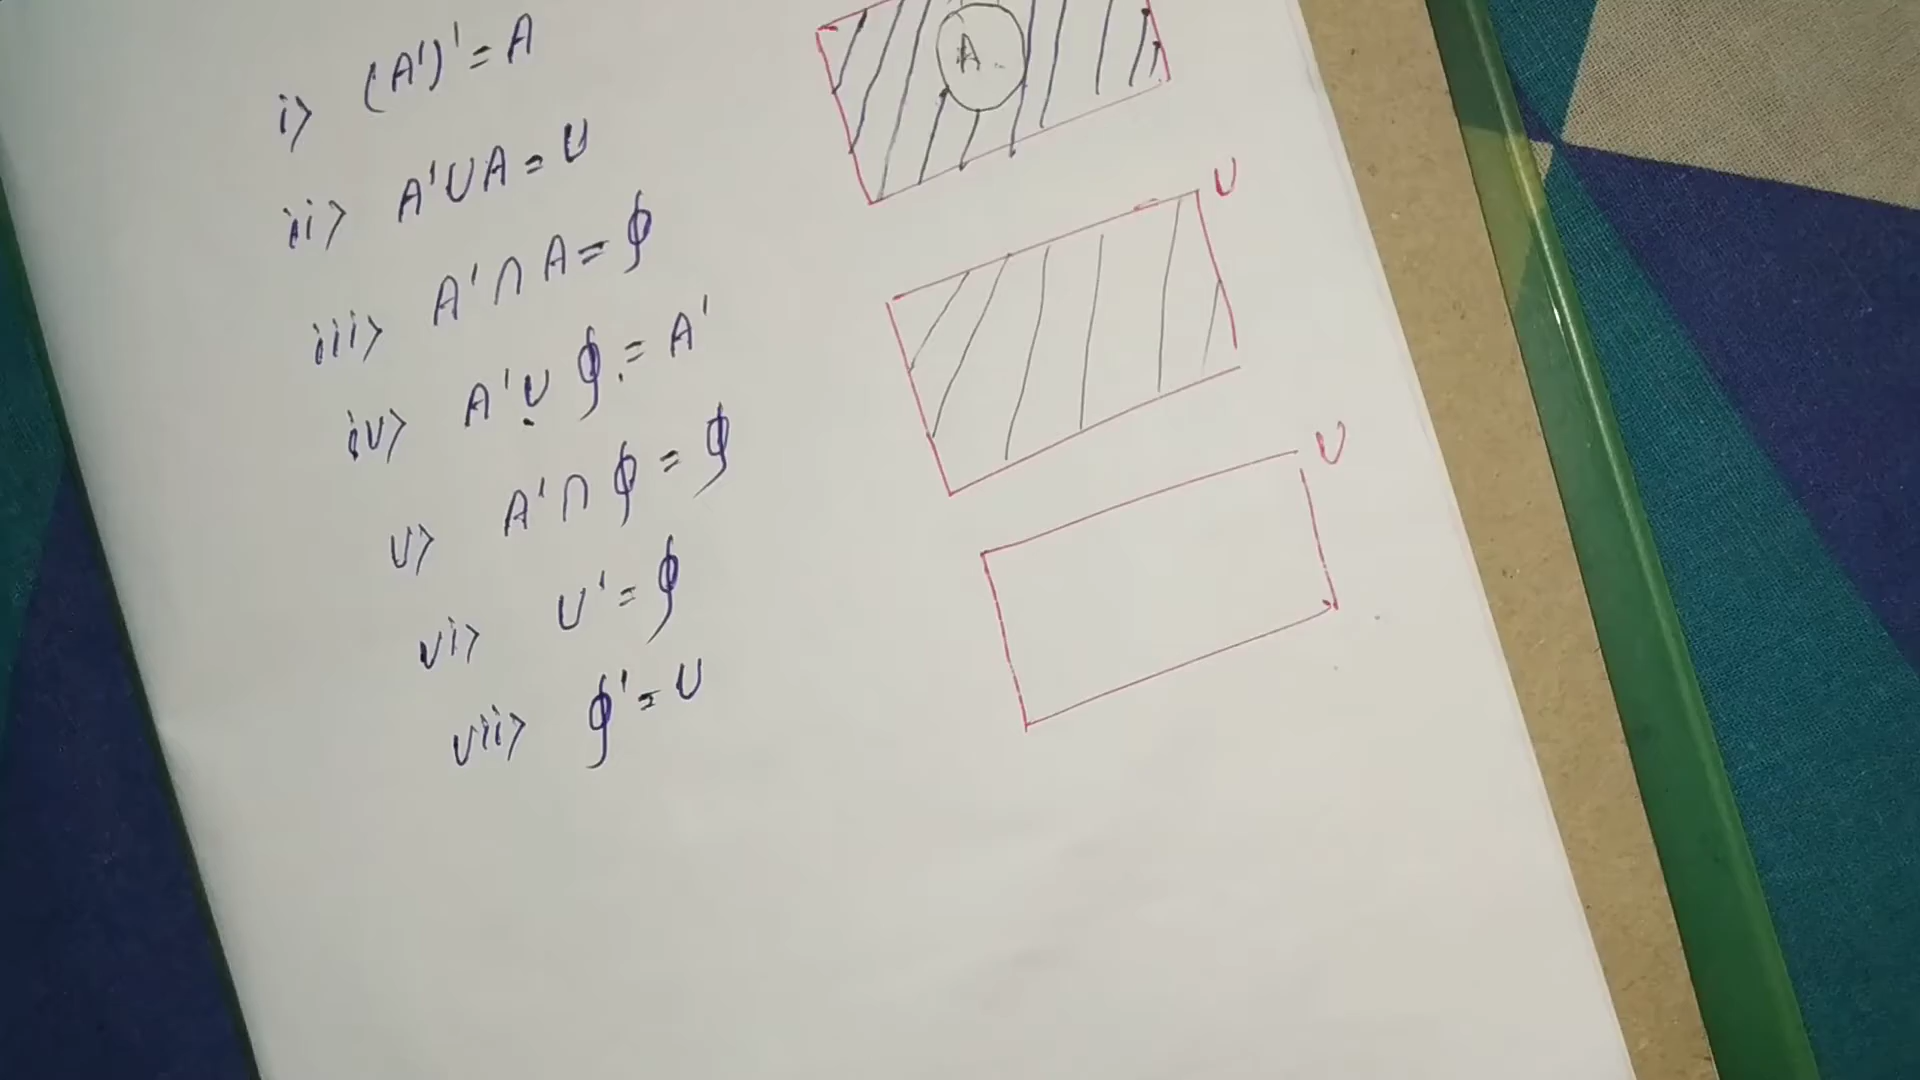 i) (A')' = A
ii) A'∪A = U
iii) A'∩A = φ
iv) A'∪φ = A'
v) A'∩φ = φ
vi) U' = φ
vii) φ' = U
A
U
U